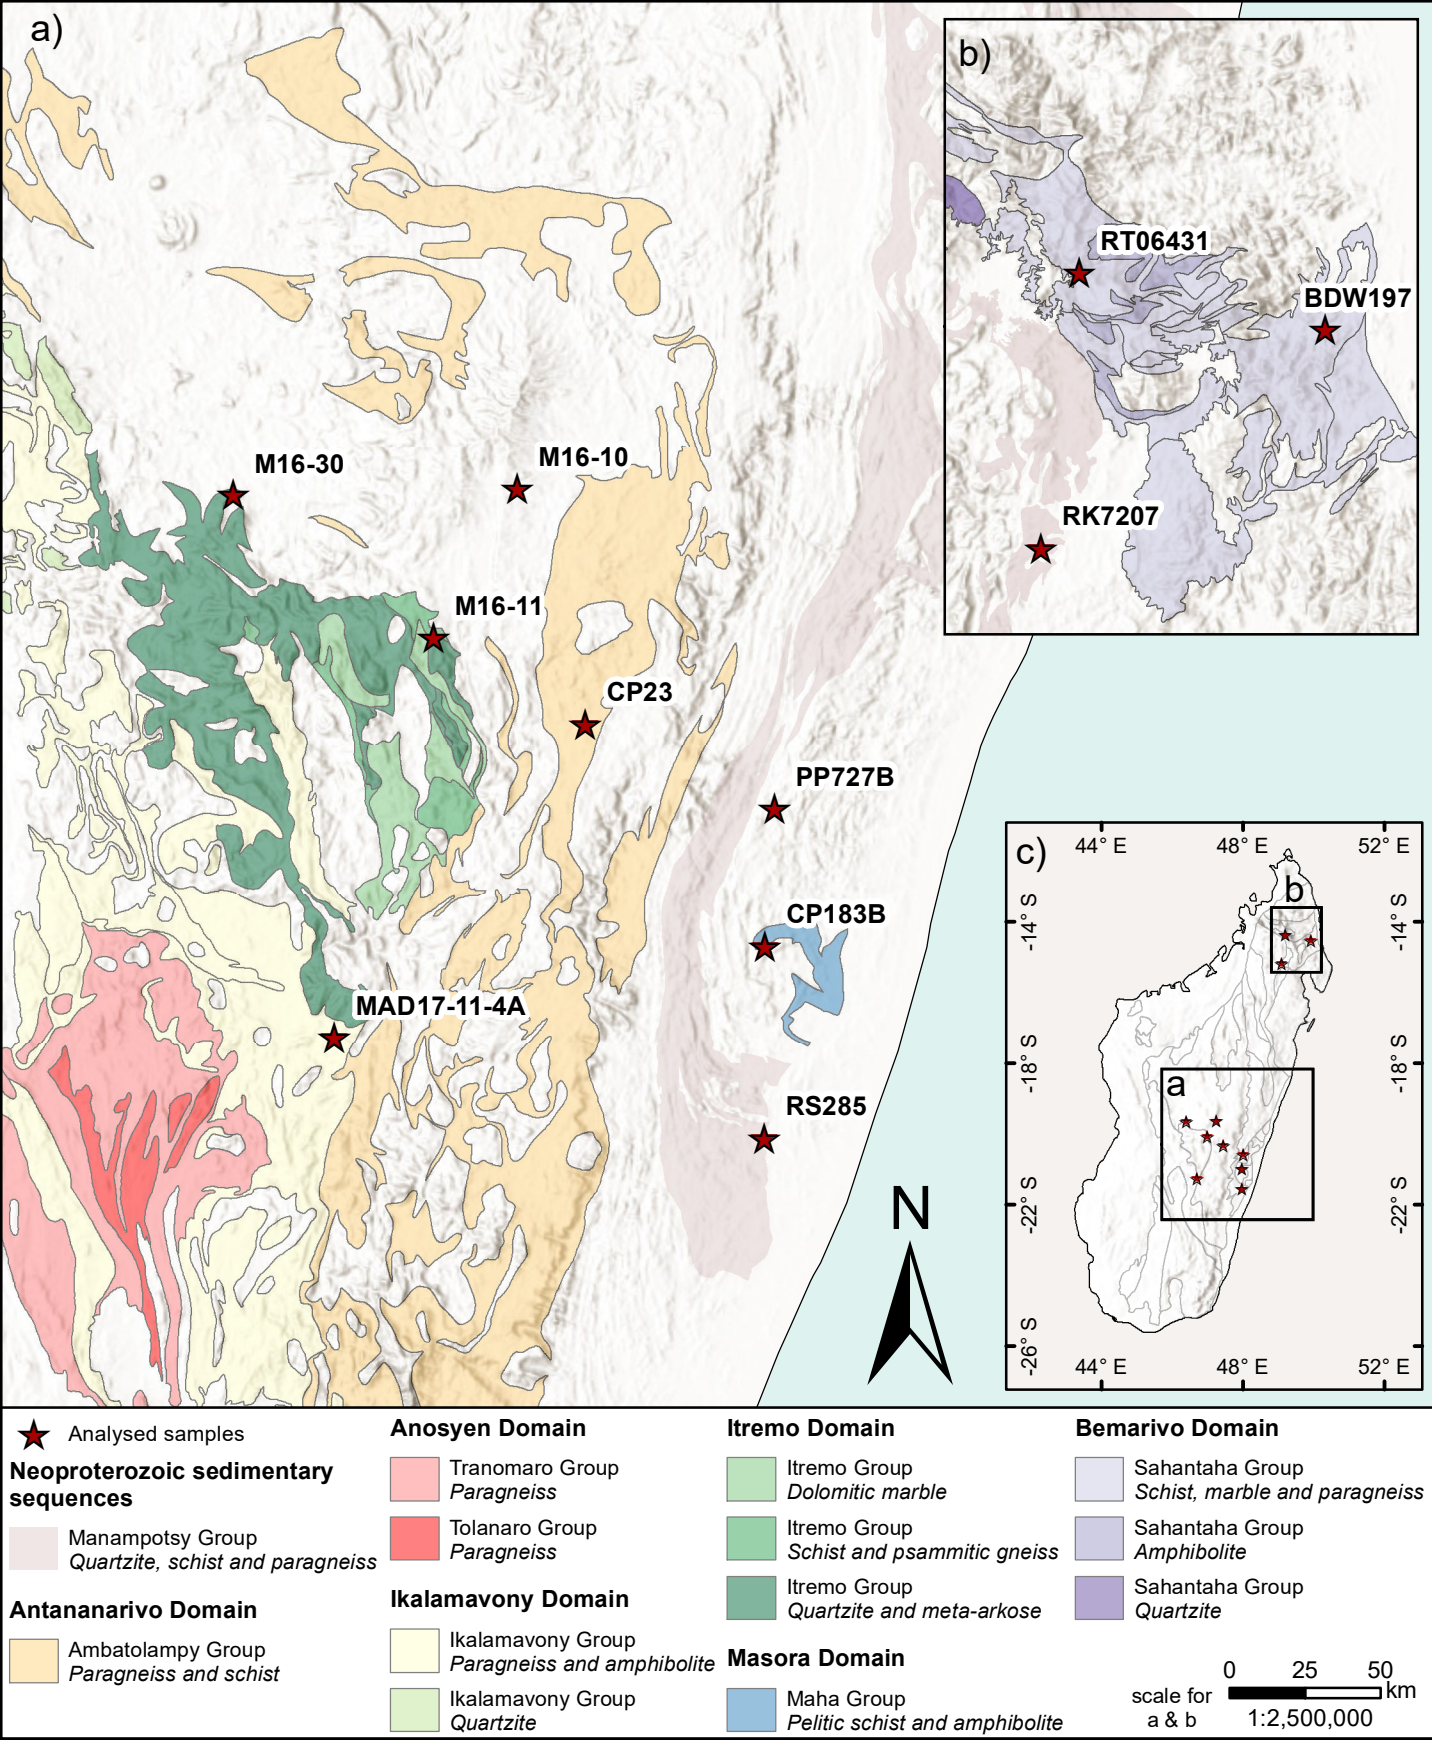 a)
b)
RT06431
BDW197
RK7207
M16-30
M16-10
M16-11
CP23
PP727B
CP183B
MAD17-11-4A
RS285
N
c)
44° E
48° E
52° E
b
a
-14° S
-18° S
-22° S
-26° S
-14° S
-18° S
-22° S
44° E
48° E
52° E
Analysed samples
Neoproterozoic sedimentary
sequences
Manampotsy Group
Quartzite, schist and paragneiss
Antananarivo Domain
Ambatolampy Group
Paragneiss and schist
Anosyen Domain
Tranomaro Group
Paragneiss
Tolanaro Group
Paragneiss
Ikalamavony Domain
Ikalamavony Group
Paragneiss and amphibolite
Ikalamavony Group
Quartzite
Itremo Domain
Itremo Group
Dolomitic marble
Itremo Group
Schist and psammitic gneiss
Itremo Group
Quartzite and meta-arkose
Masora Domain
Maha Group
Pelitic schist and amphibolite
Bemarivo Domain
Sahantaha Group
Schist, marble and paragneiss
Sahantaha Group
Amphibolite
Sahantaha Group
Quartzite
0 25 50
km
scale for
a & b
1:2,500,000